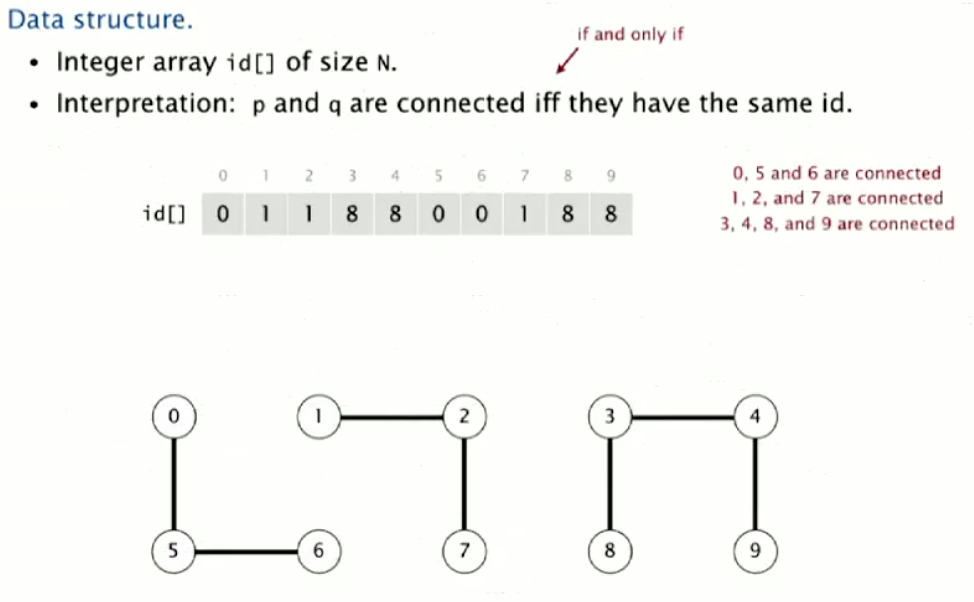 Data structure.
if and only if
• Integer array id[] of size N.
• Interpretation: p and q are connected iff they have the same id.
0 1 2 3 4 5 6 7 8 9
id[] 0 1 1 8 8 0 0 1 8 8
0, 5 and 6 are connected
1, 2, and 7 are connected
3, 4, 8, and 9 are connected
0 1 2 3 4
5 6 7 8 9